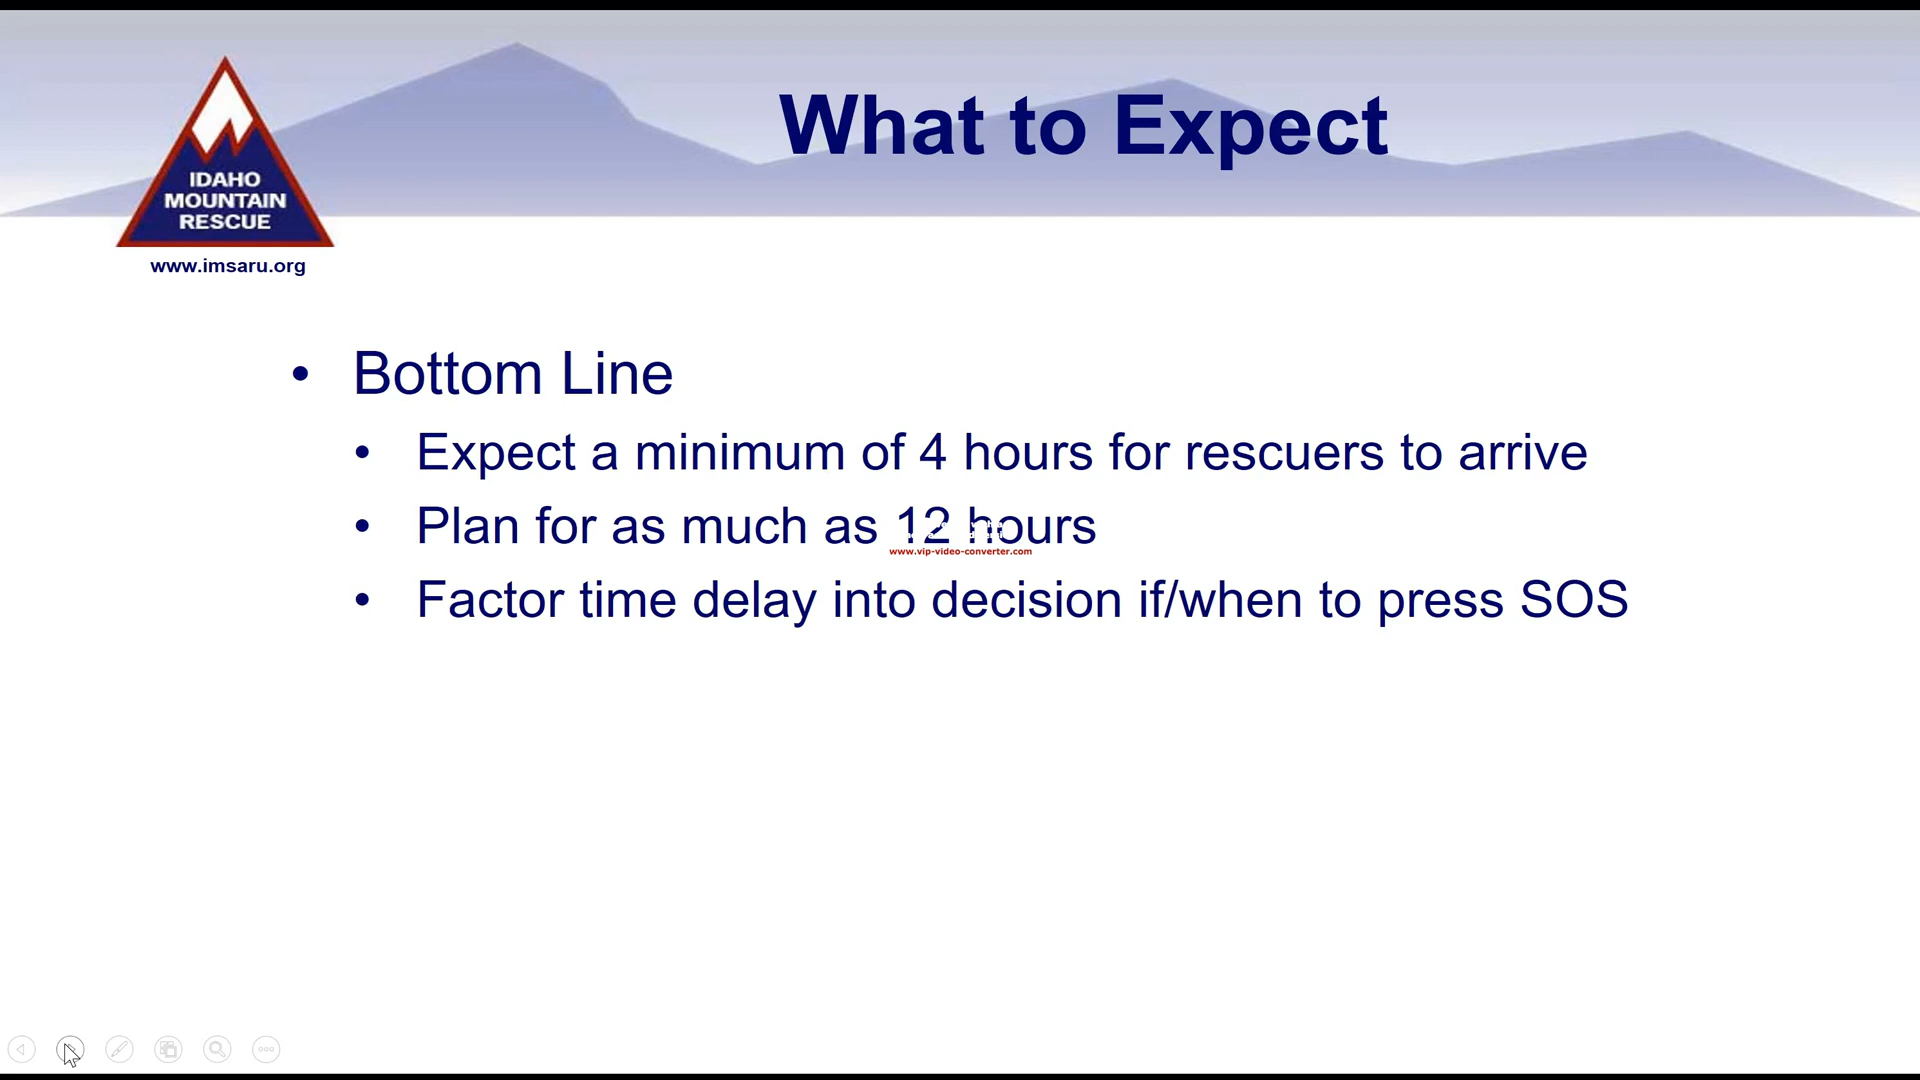 What to Expect
IDAHO
MOUNTAIN
RESCUE
www.imsaru.org
• Bottom Line
• Expect a minimum of 4 hours for rescuers to arrive
• Plan for as much as 12 hours
www.vip-video-converter.com
• Factor time delay into decision if/when to press SOS